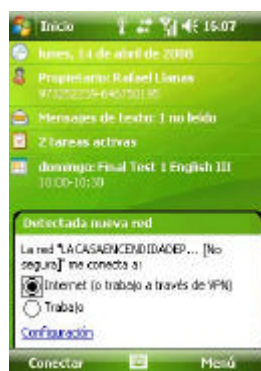 Inicio 16:07
lunes, 14 de abril de 2008
Propietario: Rafael Llanas
Mensajes de texto: 1 no leído
2 tareas activas
domingo: Final Test 1 English III
10:00-10:30
Detectada nueva red
La red "LACASAENCENDIDADEP... [No
segura]" me conecta a:
Internet (o trabajo a través de VPN)
Trabajo
Configuración
Conectar Menú